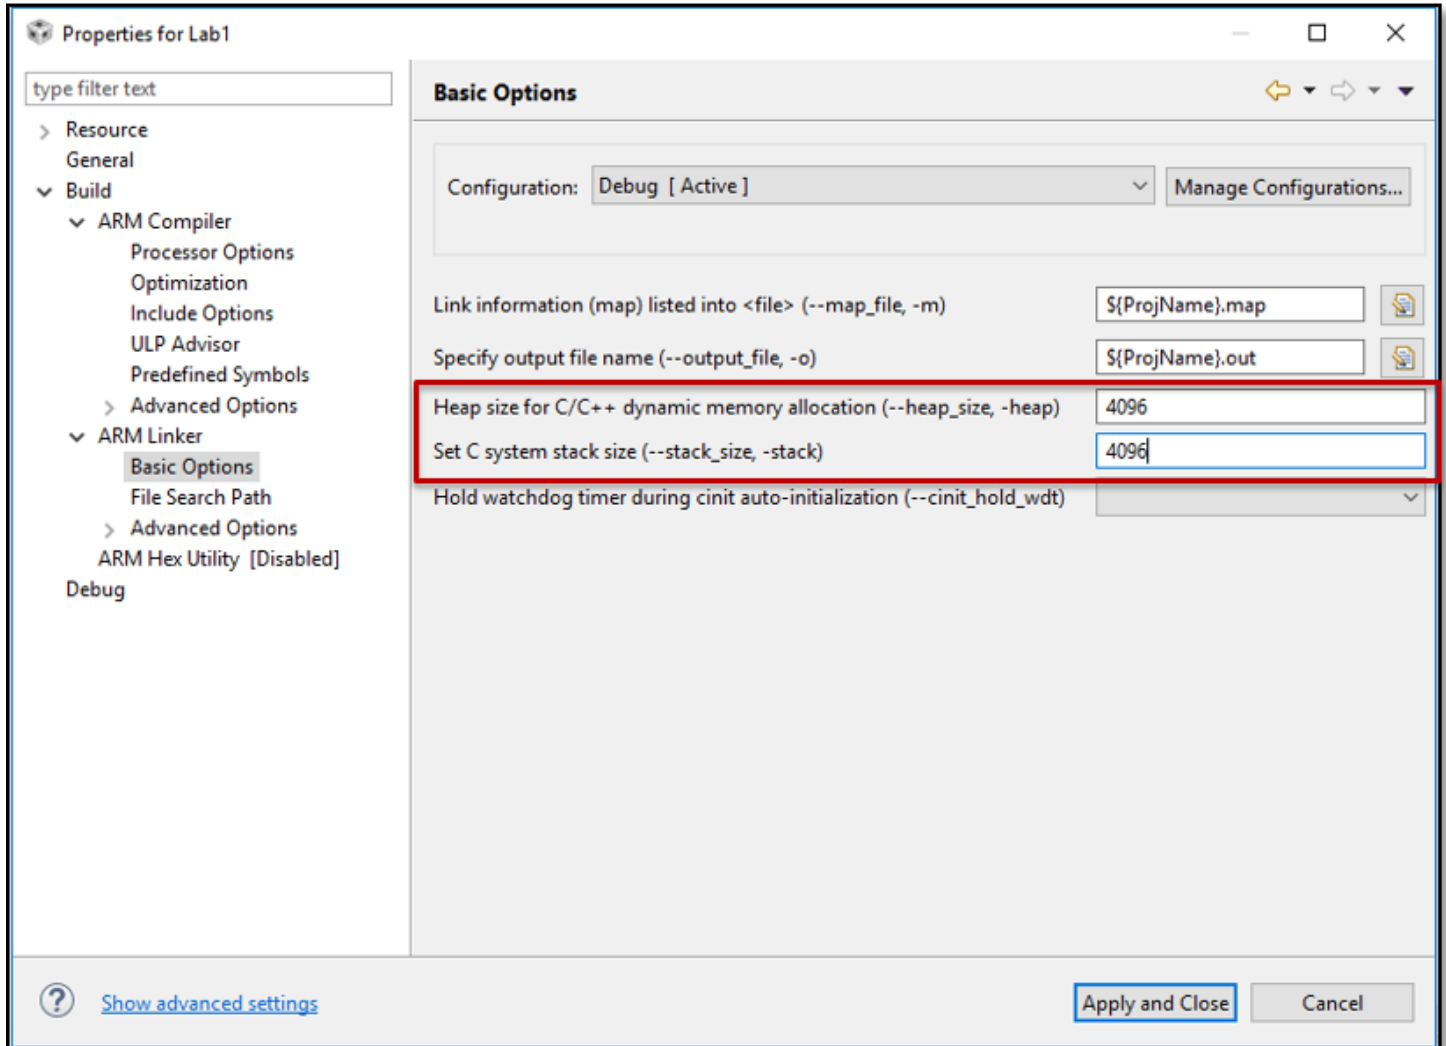 Properties for Lab1
type filter text
Resource
General
Build
ARM Compiler
Processor Options
Optimization
Include Options
ULP Advisor
Predefined Symbols
Advanced Options
ARM Linker
Basic Options
File Search Path
Advanced Options
ARM Hex Utility [Disabled]
Debug
Basic Options
Configuration: Debug [ Active ] Manage Configurations...
Link information (map) listed into <file> (--map_file, -m) ${ProjName}.map
Specify output file name (--output_file, -o) ${ProjName}.out
Heap size for C/C++ dynamic memory allocation (--heap_size, -heap) 4096
Set C system stack size (--stack_size, -stack) 4096
Hold watchdog timer during cinit auto-initialization (--cinit_hold_wdt)
? Show advanced settings Apply and Close Cancel